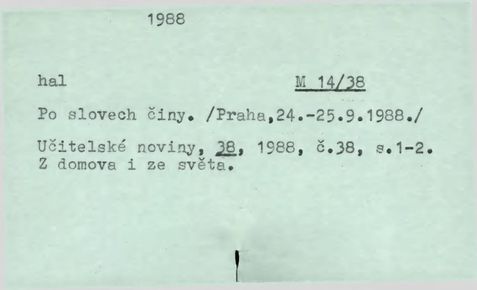 1988
hal M 14/38
Po slovech činy. /Praha,24.-25.9.1988./
Učitelské noviny, 38, 1988, č.38, s.1-2.
Z domova i ze světa.